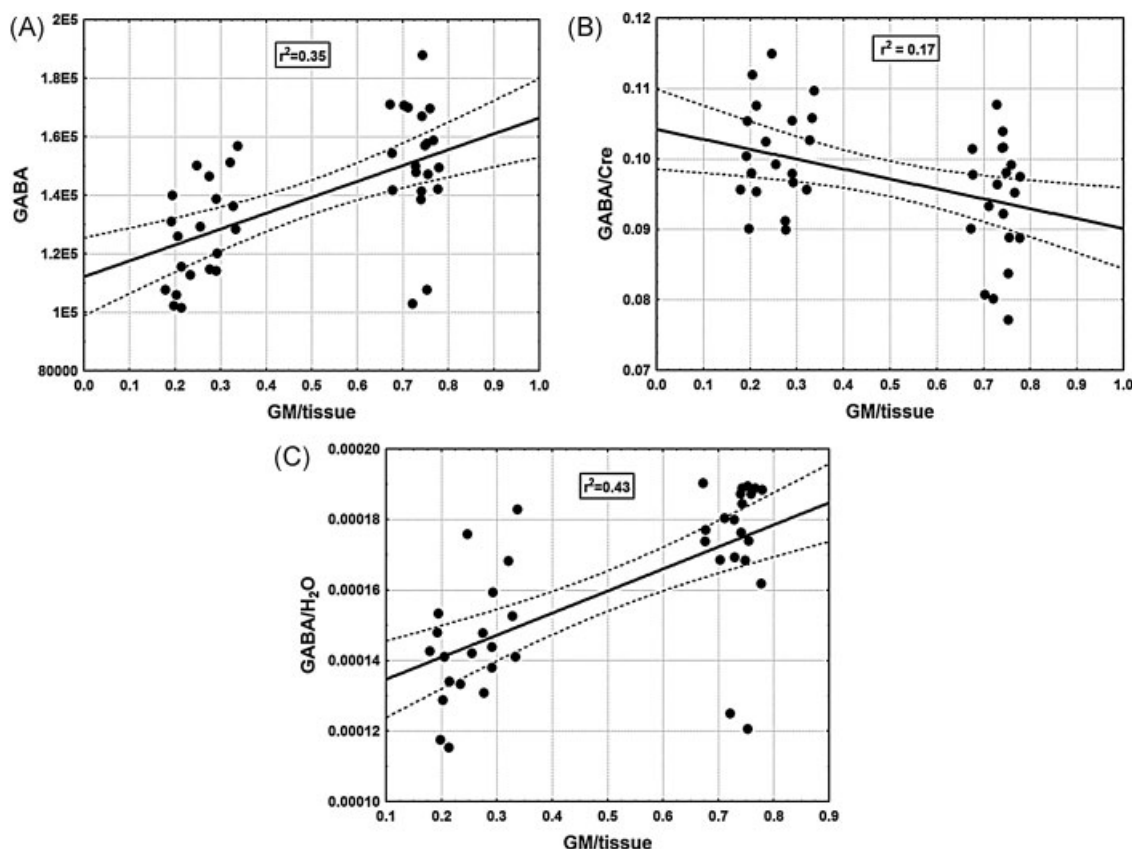 (A)
r²=0.35
GABA
2E5
1.8E5
1.6E5
1.4E5
1.2E5
1E5
80000
0.0 0.1 0.2 0.3 0.4 0.5 0.6 0.7 0.8 0.9 1.0
GM/tissue
(B)
r² = 0.17
GABA/Cre
0.12
0.11
0.10
0.09
0.08
0.07
0.0 0.1 0.2 0.3 0.4 0.5 0.6 0.7 0.8 0.9 1.0
GM/tissue
(C)
r²=0.43
GABA/H₂O
0.00020
0.00018
0.00016
0.00014
0.00012
0.00010
0.1 0.2 0.3 0.4 0.5 0.6 0.7 0.8 0.9
GM/tissue